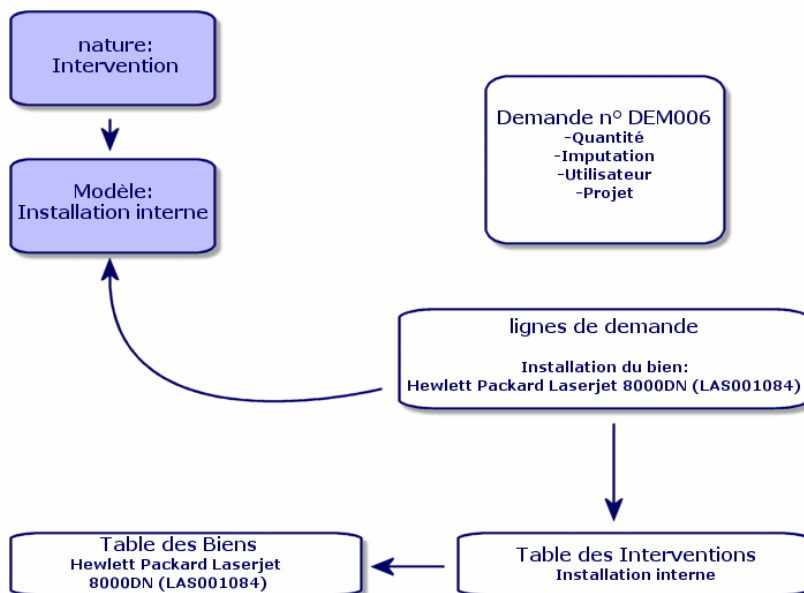 nature:
Intervention
Demande n° DEM006
-Quantité
-Imputation
-Utilisateur
-Projet
Modèle:
Installation interne
lignes de demande
Installation du bien:
Hewlett Packard Laserjet 8000DN (LAS001084)
Table des Biens
Hewlett Packard Laserjet
8000DN (LAS001084)
Table des Interventions
Installation interne